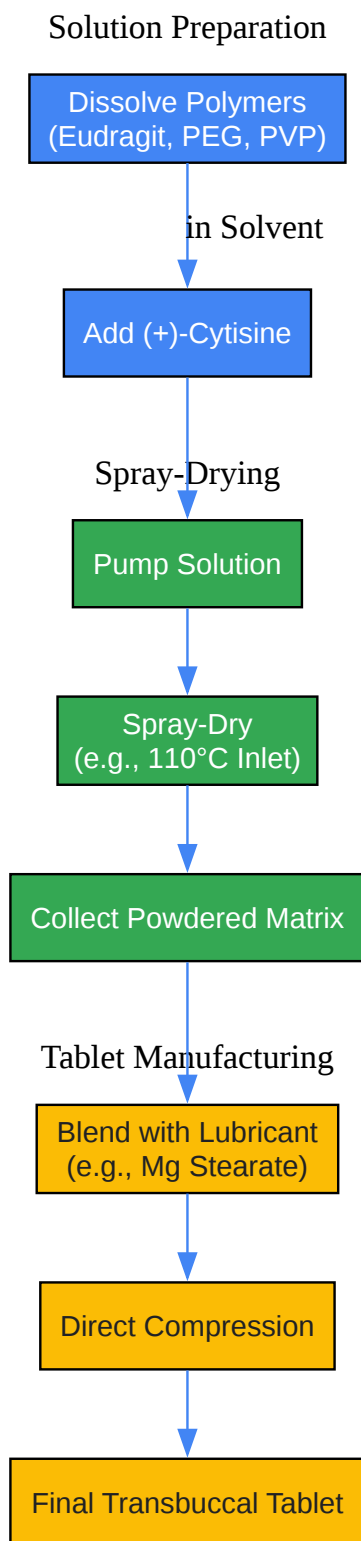 Solution Preparation
Dissolve Polymers
(Eudragit, PEG, PVP)
in Solvent
Add (+)-Cytisine
Spray-Drying
Pump Solution
Spray-Dry
(e.g., 110°C Inlet)
Collect Powdered Matrix
Tablet Manufacturing
Blend with Lubricant
(e.g., Mg Stearate)
Direct Compression
Final Transbuccal Tablet